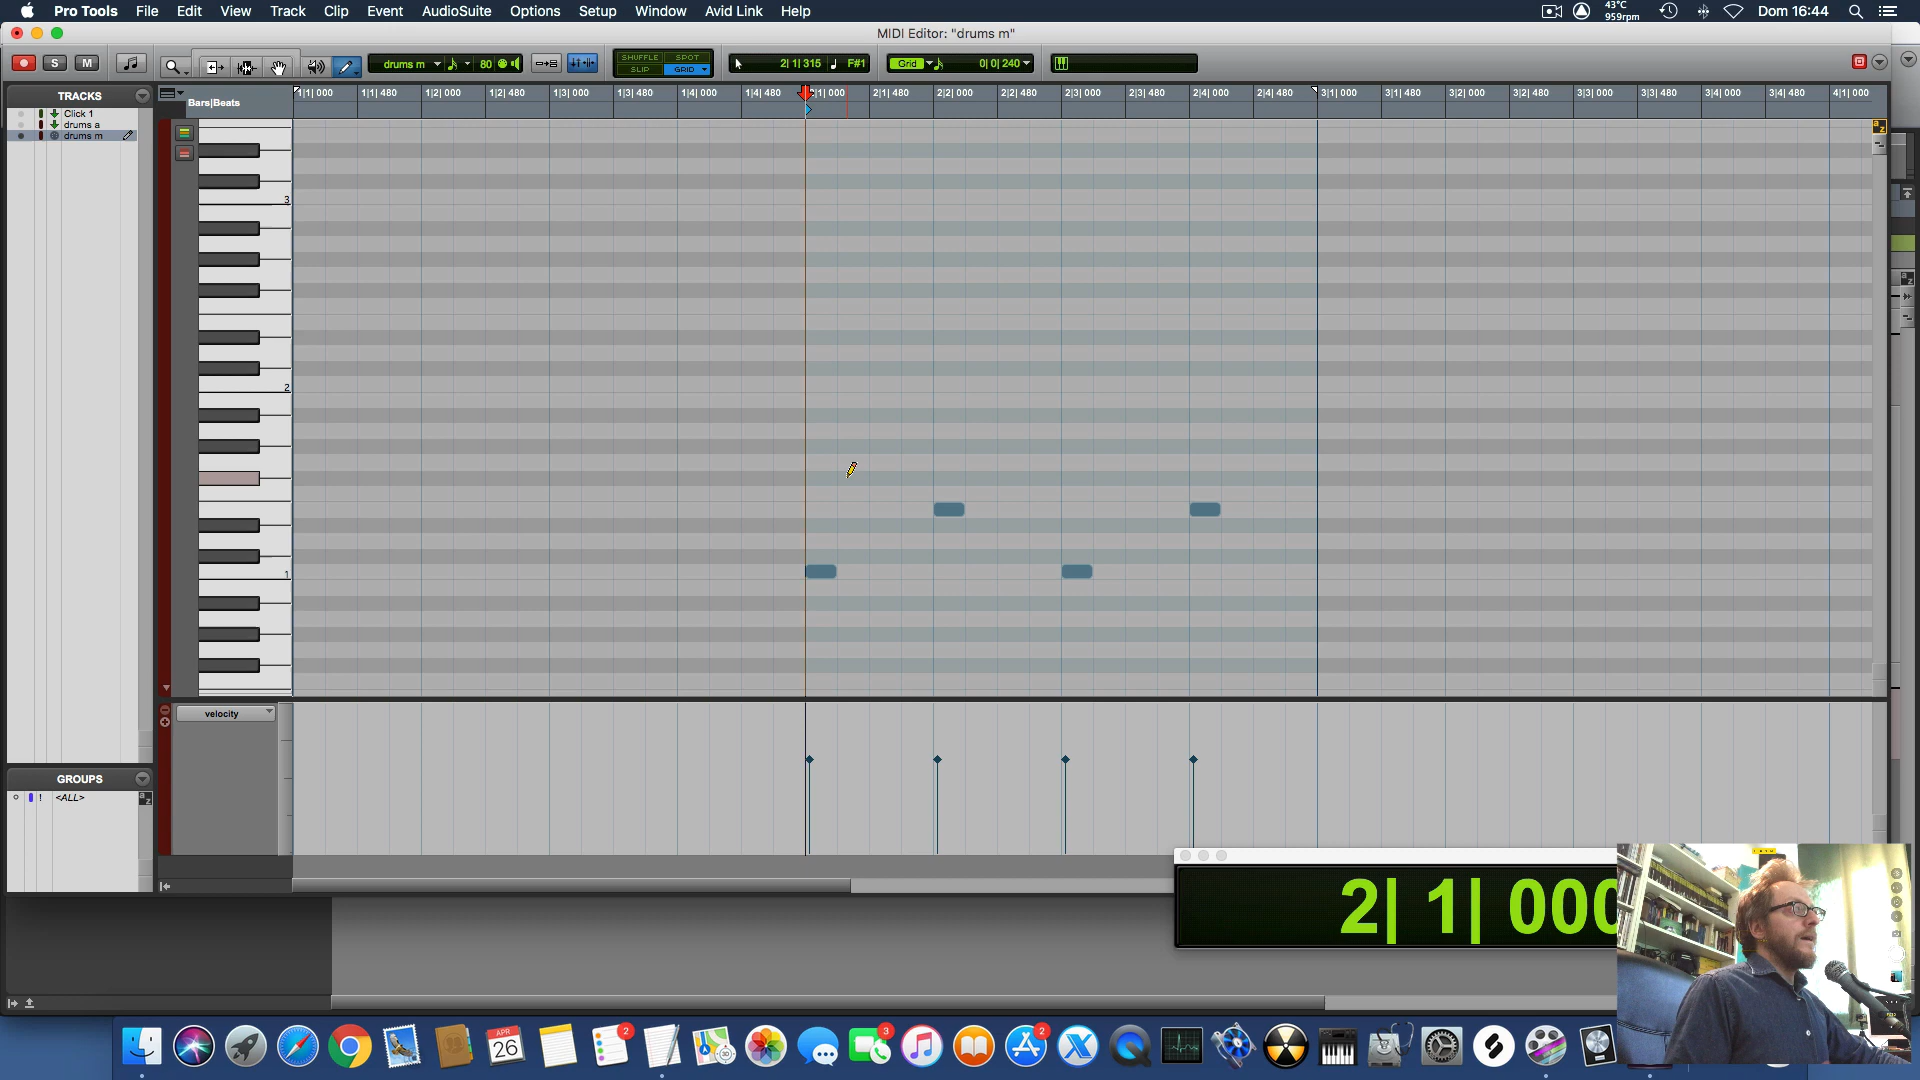 Pro Tools File Edit View Track Clip Event AudioSuite Options Setup Window Avid Link Help 43°C 959rpm Dom 16:44
MIDI Editor: "drums m"
S M drums m 80 SHUFFLE SPOT SLIP GRID 2| 1| 315 F#1 Grid 0| 0| 240
TRACKS
Bars|Beats
1|1| 000 1|1| 480 1|2| 000 1|2| 480 1|3| 000 1|3| 480 1|4| 000 1|4| 480 2|1| 000 2|1| 480 2|2| 000 2|2| 480 2|3| 000 2|3| 480 2|4| 000 2|4| 480 3|1| 000 3|1| 480 3|2| 000 3|2| 480 3|3| 000 3|3| 480 3|4| 000 3|4| 480 4|1| 000
Click 1
drums a
drums m
a z
3
2
1
velocity
GROUPS
! <ALL>
a z
2| 1| 000
APR 26
2
3
2